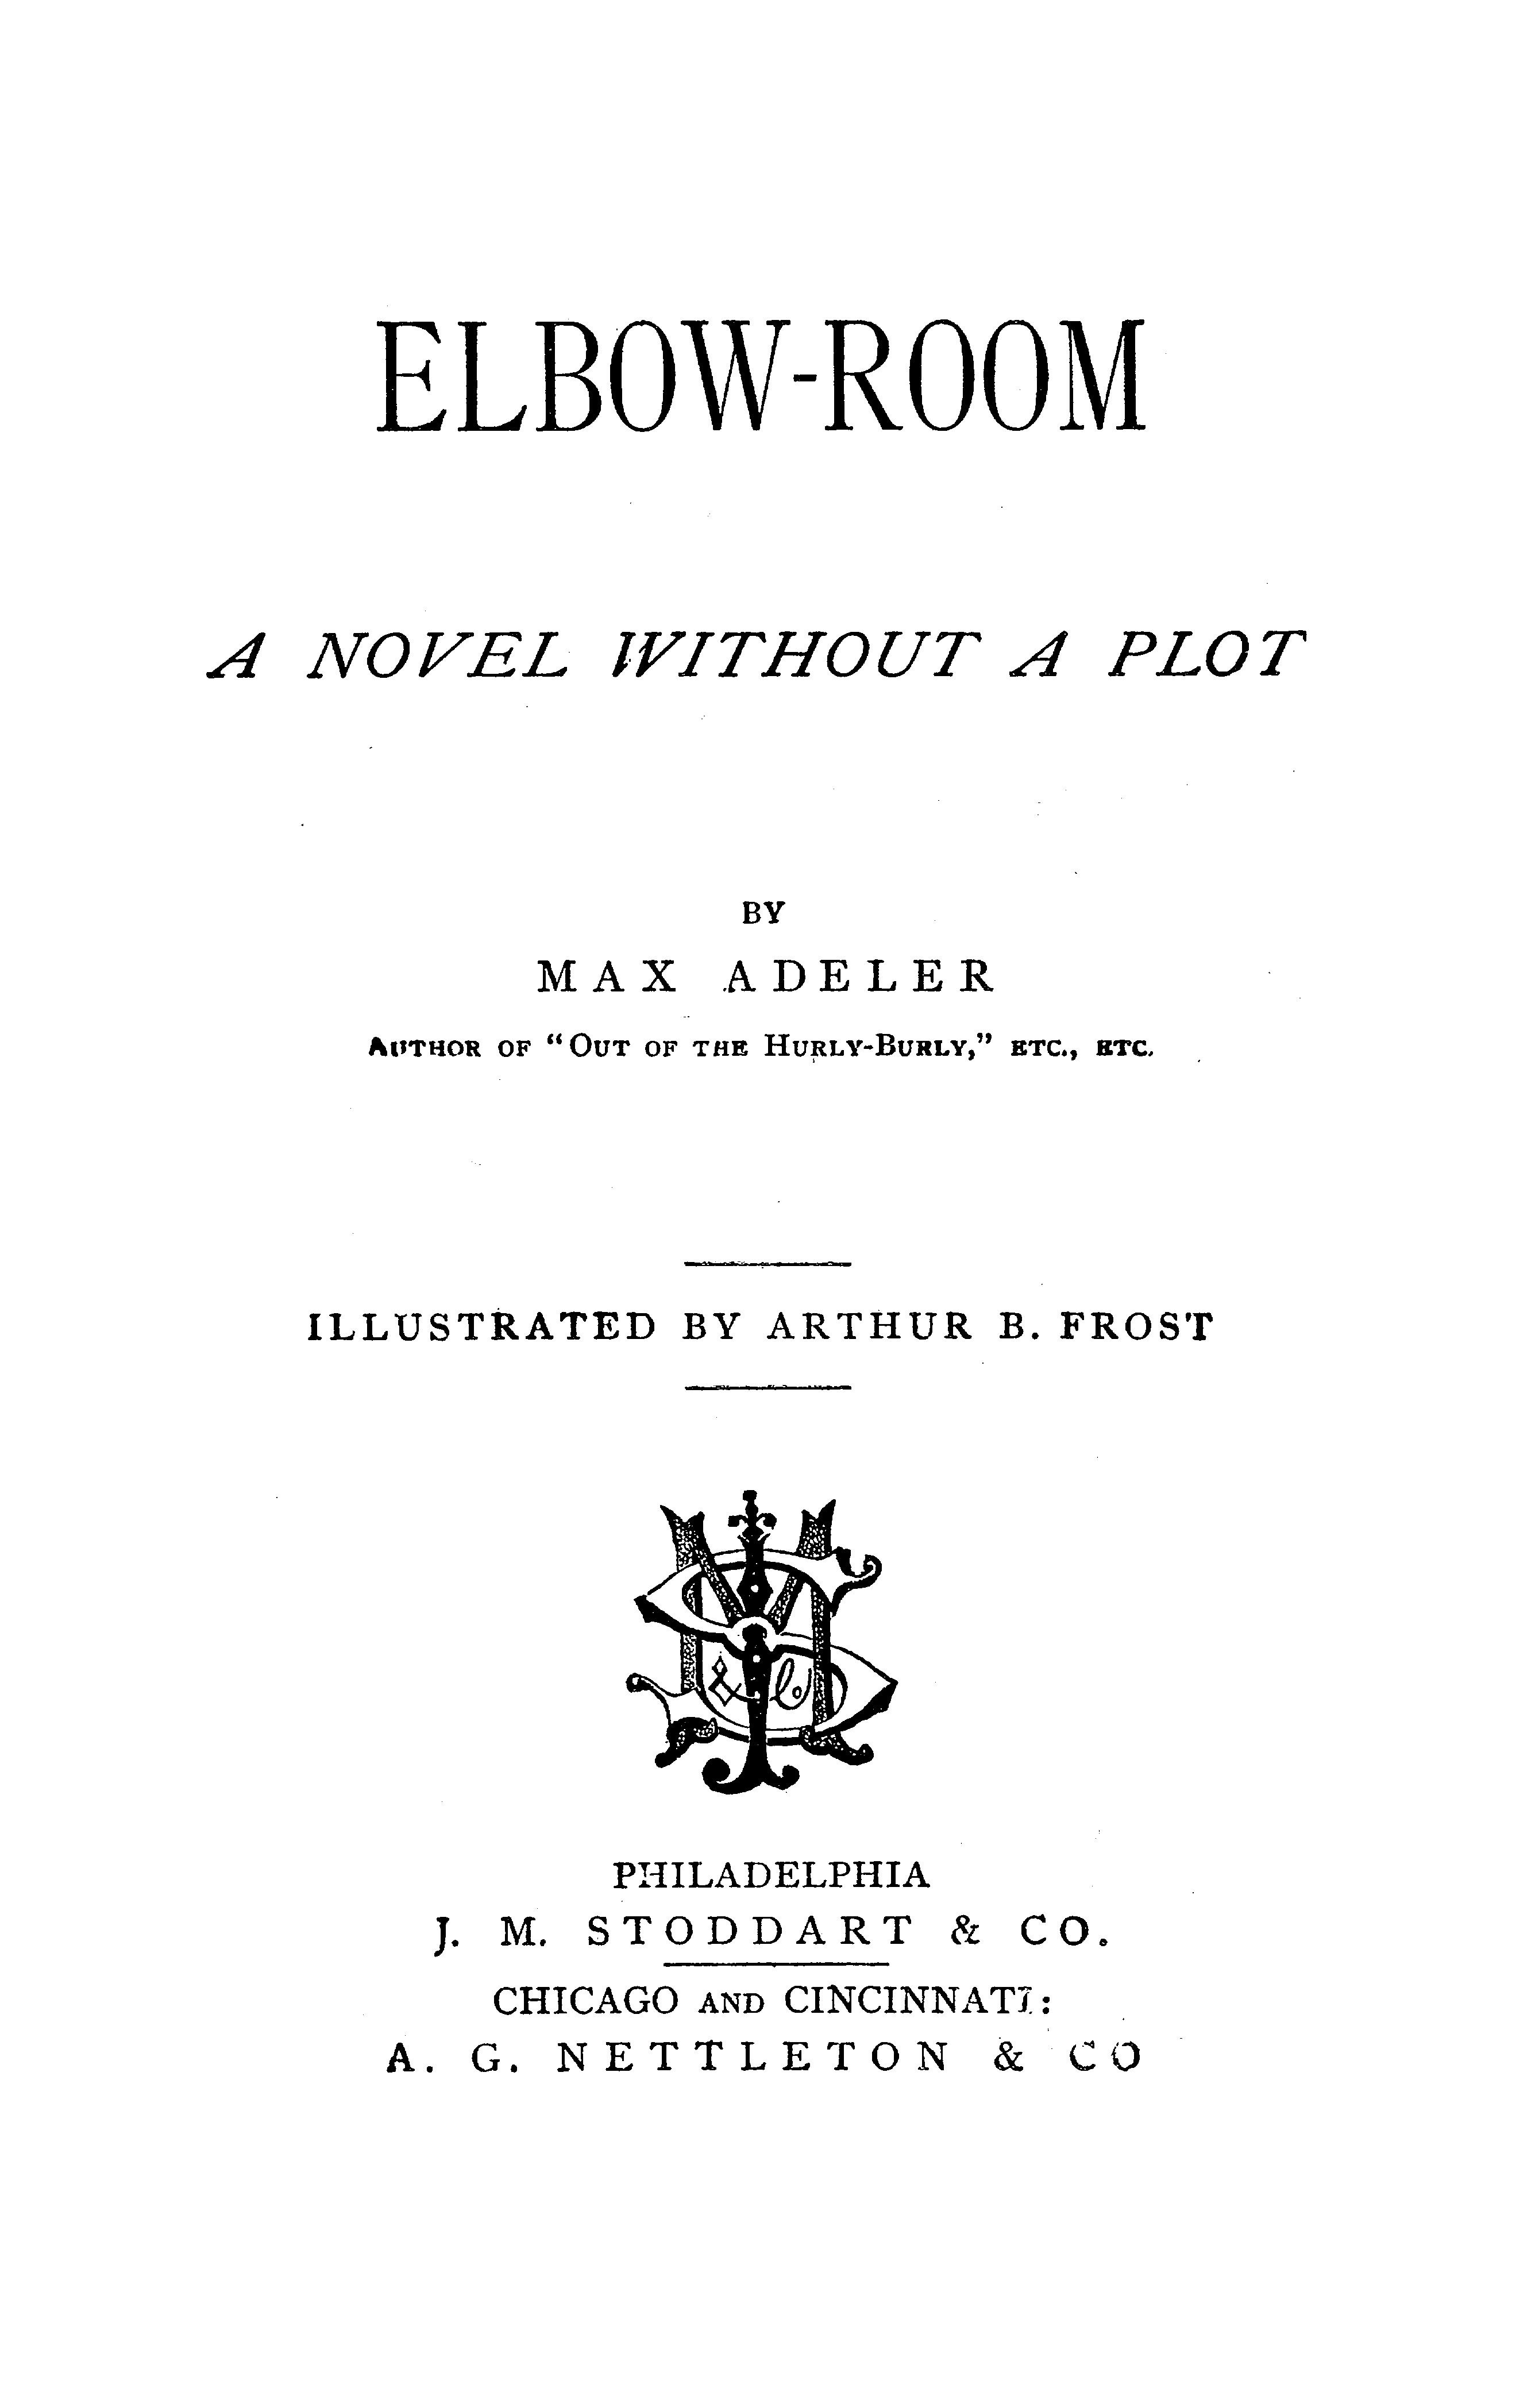 ELBOW-ROOM
A NOVEL WITHOUT A PLOT
BY
MAX ADELER
AUTHOR OF “OUT OF THE HURLY-BURLY,” ETC., ETC.
ILLUSTRATED BY ARTHUR B. FROST
PHILADELPHIA
J. M. STODDART & CO.
CHICAGO AND CINCINNATI:
A. G. NETTLETON & CO